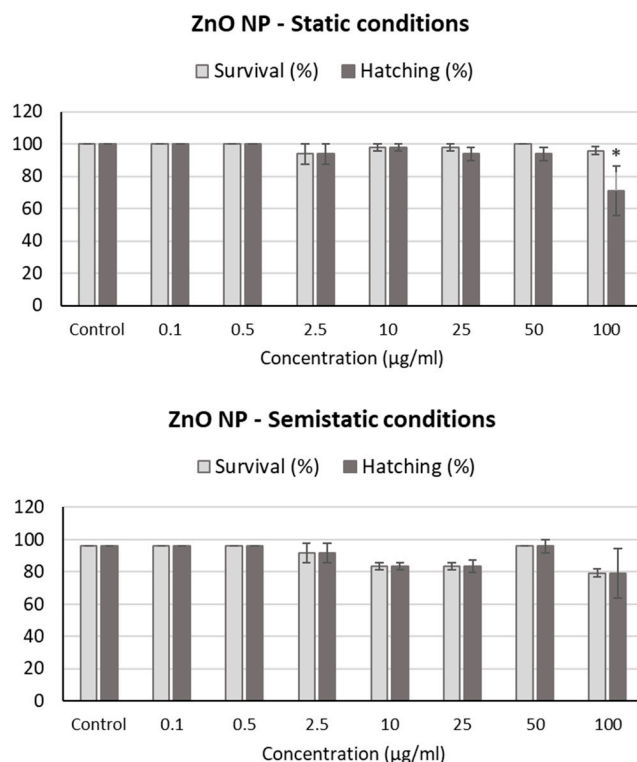 ZnO NP - Static conditions
Survival (%) Hatching (%)
120
100
80
60
40
20
0
*
Control 0.1 0.5 2.5 10 25 50 100
Concentration (µg/ml)
ZnO NP - Semistatic conditions
Survival (%) Hatching (%)
120
100
80
60
40
20
0
Control 0.1 0.5 2.5 10 25 50 100
Concentration (µg/ml)